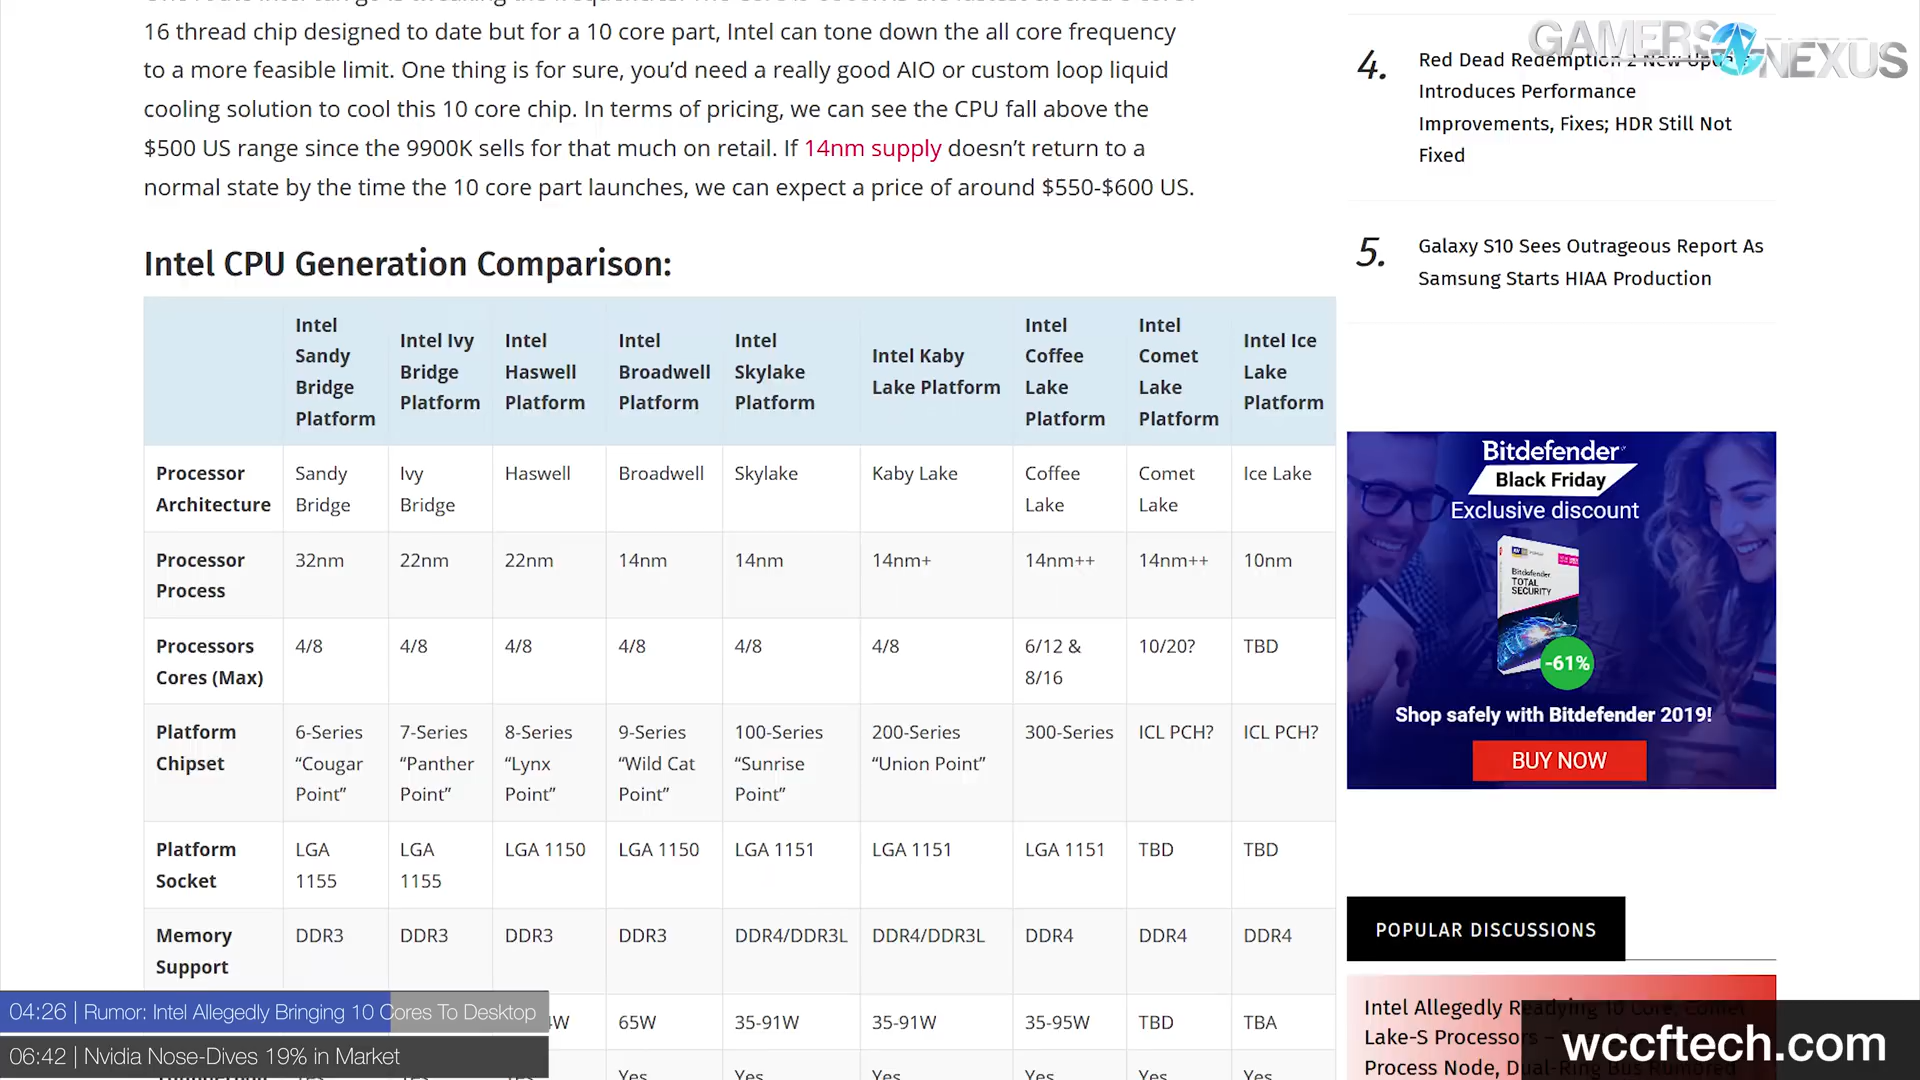 16 thread chip designed to date but for a 10 core part, Intel can tone down the all core frequency
to a more feasible limit. One thing is for sure, you’d need a really good AIO or custom loop liquid
cooling solution to cool this 10 core chip. In terms of pricing, we can see the CPU fall above the
$500 US range since the 9900K sells for that much on retail. If 14nm supply doesn’t return to a
normal state by the time the 10 core part launches, we can expect a price of around $550-$600 US.
Intel CPU Generation Comparison:
Intel Sandy Bridge Platform
Intel Ivy Bridge Platform
Intel Haswell Platform
Intel Broadwell Platform
Intel Skylake Platform
Intel Kaby Lake Platform
Intel Coffee Lake Platform
Intel Comet Lake Platform
Intel Ice Lake Platform
Processor Architecture
Sandy Bridge
Ivy Bridge
Haswell
Broadwell
Skylake
Kaby Lake
Coffee Lake
Comet Lake
Ice Lake
Processor Process
32nm
22nm
22nm
14nm
14nm
14nm+
14nm++
14nm++
10nm
Processors Cores (Max)
4/8
4/8
4/8
4/8
4/8
4/8
6/12 & 8/16
10/20?
TBD
Platform Chipset
6-Series “Cougar Point”
7-Series “Panther Point”
8-Series “Lynx Point”
9-Series “Wild Cat Point”
100-Series “Sunrise Point”
200-Series “Union Point”
300-Series
ICL PCH?
ICL PCH?
Platform Socket
LGA 1155
LGA 1155
LGA 1150
LGA 1150
LGA 1151
LGA 1151
LGA 1151
TBD
TBD
Memory Support
DDR3
DDR3
DDR3
DDR3
DDR4/DDR3L
DDR4/DDR3L
DDR4
DDR4
DDR4
65W
35-91W
35-91W
35-95W
TBD
TBA
Yes
Yes
Yes
Yes
Yes
Yes
GAMERS NEXUS
4.
Red Dead Redemption 2 New Update
Introduces Performance
Improvements, Fixes; HDR Still Not
Fixed
5.
Galaxy S10 Sees Outrageous Report As
Samsung Starts HIAA Production
Bitdefender
Black Friday
Exclusive discount
Bitdefender
TOTAL
SECURITY
-61%
Shop safely with Bitdefender 2019!
BUY NOW
POPULAR DISCUSSIONS
Intel Allegedly Readying 10 Core, Comet
Lake-S Processors –
Process Node, Dual-Ring Bus Rumored
04:26 | Rumor: Intel Allegedly Bringing 10 Cores To Desktop
06:42 | Nvidia Nose-Dives 19% in Market
wccftech.com